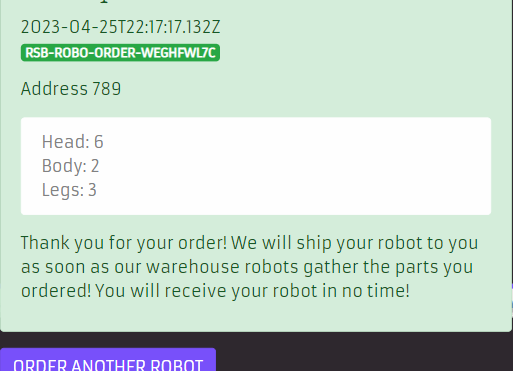 2023-04-25T22:17:17.132Z
RSB-ROBO-ORDER-WEGHFWL7C
Address 789
Head: 6
Body: 2
Legs: 3
Thank you for your order! We will ship your robot to you
as soon as our warehouse robots gather the parts you
ordered! You will receive your robot in no time!
ORDER ANOTHER ROBOT